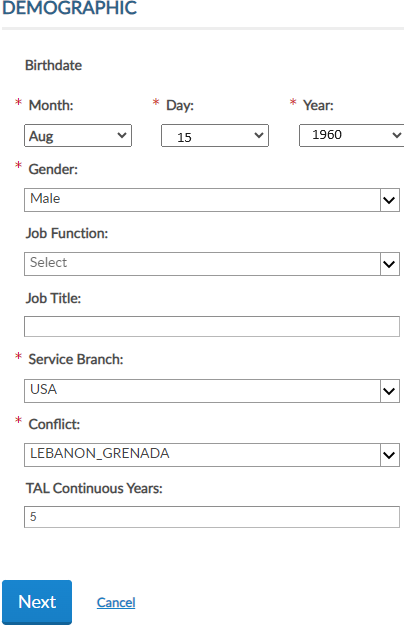 DEMOGRAPHIC
Birthdate
* Month: * Day: * Year:
Aug 15 1960
* Gender:
Male
Job Function:
Select
Job Title:
* Service Branch:
USA
* Conflict:
LEBANON_GRENADA
TAL Continuous Years:
5
Next Cancel